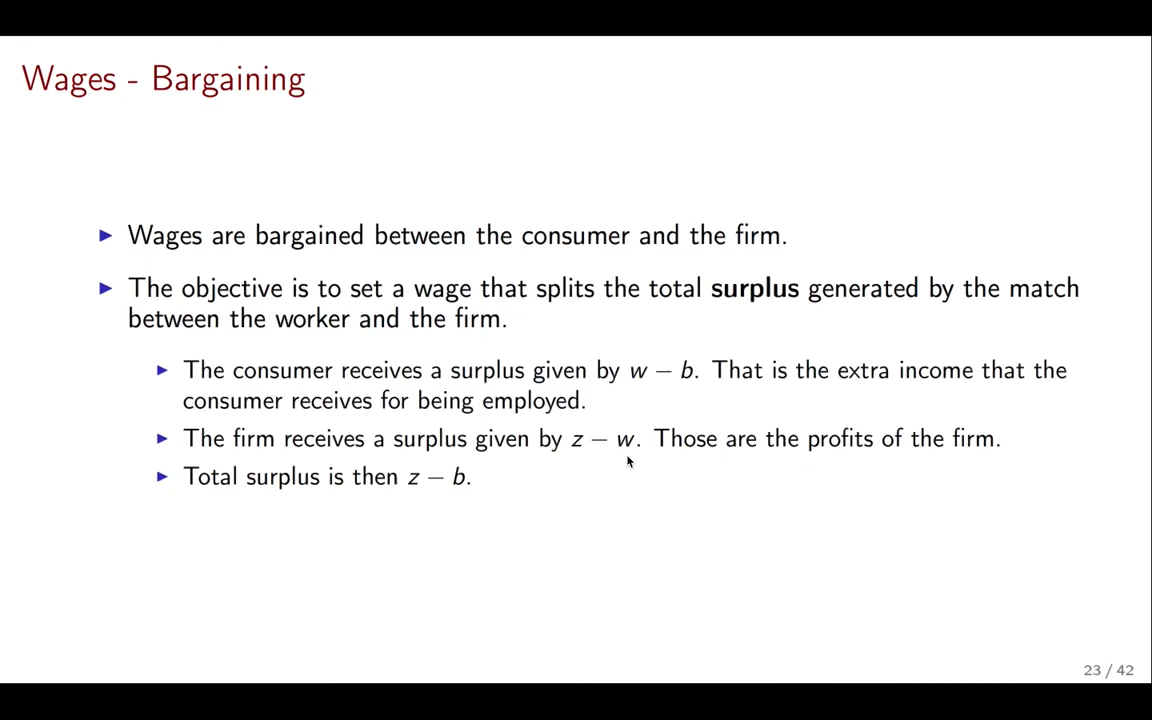 Wages - Bargaining
▶ Wages are bargained between the consumer and the firm.
▶ The objective is to set a wage that splits the total surplus generated by the match
between the worker and the firm.
▶ The consumer receives a surplus given by w − b. That is the extra income that the
consumer receives for being employed.
▶ The firm receives a surplus given by z − w. Those are the profits of the firm.
▶ Total surplus is then z − b.
23 / 42